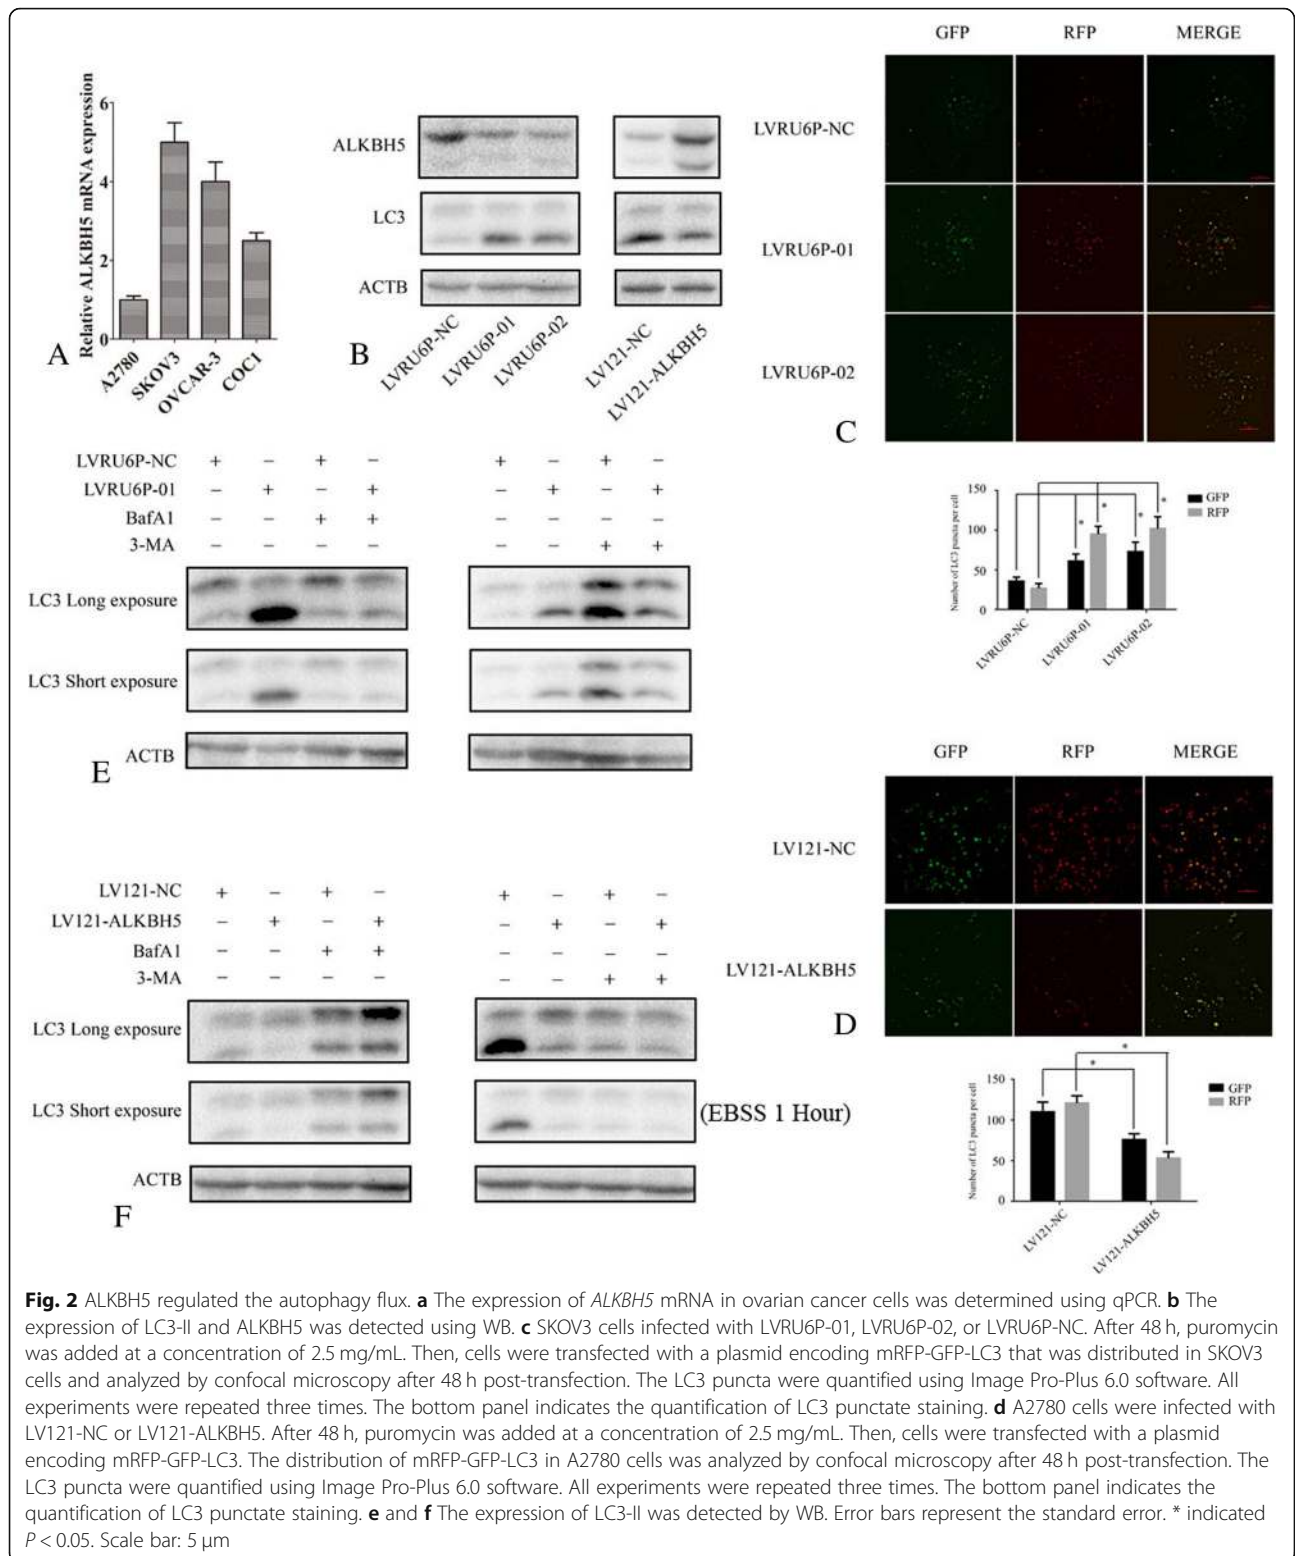 Relative ALKBH5 mRNA expression
6
4
2
0
A2780
SKOV3
OVCAR-3
COC1
A
ALKBH5
LC3
ACTB
LVRU6P-NC
LVRU6P-01
LVRU6P-02
LV121-NC
LV121-ALKBH5
B
GFP RFP MERGE
LVRU6P-NC
LVRU6P-01
LVRU6P-02
C
Number of LC3 puncta per cell
150
100
50
0
GFP
RFP
* * * *
LVRU6P-NC
LVRU6P-01
LVRU6P-02
LVRU6P-NC + − + − + − + −
LVRU6P-01 − + − + − + − +
BafA1 − − + + − − − −
3-MA − − − − − − + +
LC3 Long exposure
LC3 Short exposure
ACTB
E
GFP RFP MERGE
LV121-NC
LV121-ALKBH5
D
Number of LC3 puncta per cell
150
100
50
0
GFP
RFP
* *
LV121-NC
LV121-ALKBH5
LV121-NC + − + − + − + −
LV121-ALKBH5 − + − + − + − +
BafA1 − − + + − − − −
3-MA − − − − − − + +
LC3 Long exposure
LC3 Short exposure
(EBSS 1 Hour)
ACTB
F
Fig. 2 ALKBH5 regulated the autophagy flux. a The expression of ALKBH5 mRNA in ovarian cancer cells was determined using qPCR. b The
expression of LC3-II and ALKBH5 was detected using WB. c SKOV3 cells infected with LVRU6P-01, LVRU6P-02, or LVRU6P-NC. After 48 h, puromycin
was added at a concentration of 2.5 mg/mL. Then, cells were transfected with a plasmid encoding mRFP-GFP-LC3 that was distributed in SKOV3
cells and analyzed by confocal microscopy after 48 h post-transfection. The LC3 puncta were quantified using Image Pro-Plus 6.0 software. All
experiments were repeated three times. The bottom panel indicates the quantification of LC3 punctate staining. d A2780 cells were infected with
LV121-NC or LV121-ALKBH5. After 48 h, puromycin was added at a concentration of 2.5 mg/mL. Then, cells were transfected with a plasmid
encoding mRFP-GFP-LC3. The distribution of mRFP-GFP-LC3 in A2780 cells was analyzed by confocal microscopy after 48 h post-transfection. The
LC3 puncta were quantified using Image Pro-Plus 6.0 software. All experiments were repeated three times. The bottom panel indicates the
quantification of LC3 punctate staining. e and f The expression of LC3-II was detected by WB. Error bars represent the standard error. * indicated
P < 0.05. Scale bar: 5 μm